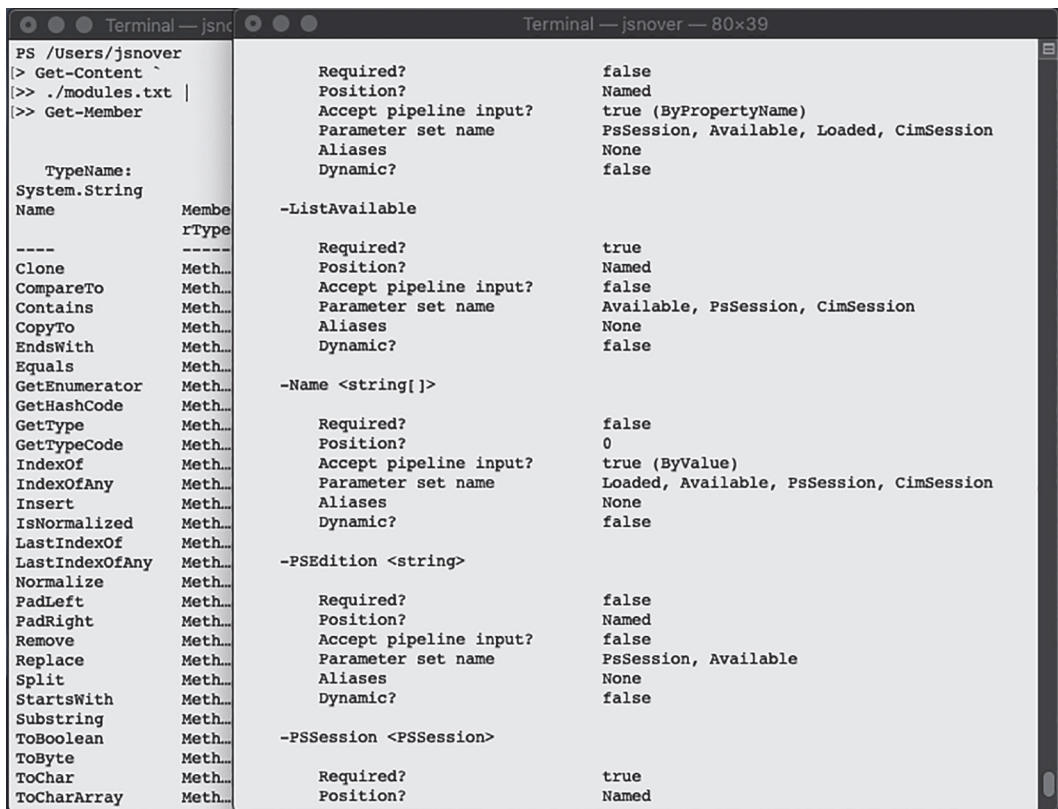 Terminal — jsno
PS /Users/jsnover
[> Get-Content `
[>> ./modules.txt |
[>> Get-Member
TypeName:
System.String
Name Membe
rType
---- -----
Clone Meth…
CompareTo Meth…
Contains Meth…
CopyTo Meth…
EndsWith Meth…
Equals Meth…
GetEnumerator Meth…
GetHashCode Meth…
GetType Meth…
GetTypeCode Meth…
IndexOf Meth…
IndexOfAny Meth…
Insert Meth…
IsNormalized Meth…
LastIndexOf Meth…
LastIndexOfAny Meth…
Normalize Meth…
PadLeft Meth…
PadRight Meth…
Remove Meth…
Replace Meth…
Split Meth…
StartsWith Meth…
Substring Meth…
ToBoolean Meth…
ToByte Meth…
ToChar Meth…
ToCharArray Meth…
Terminal — jsnover — 80×39
Required? false
Position? Named
Accept pipeline input? true (ByPropertyName)
Parameter set name PsSession, Available, Loaded, CimSession
Aliases None
Dynamic? false
-ListAvailable
Required? true
Position? Named
Accept pipeline input? false
Parameter set name Available, PsSession, CimSession
Aliases None
Dynamic? false
-Name <string[]>
Required? false
Position? 0
Accept pipeline input? true (ByValue)
Parameter set name Loaded, Available, PsSession, CimSession
Aliases None
Dynamic? false
-PSEdition <string>
Required? false
Position? Named
Accept pipeline input? false
Parameter set name PsSession, Available
Aliases None
Dynamic? false
-PSSession <PSSession>
Required? true
Position? Named